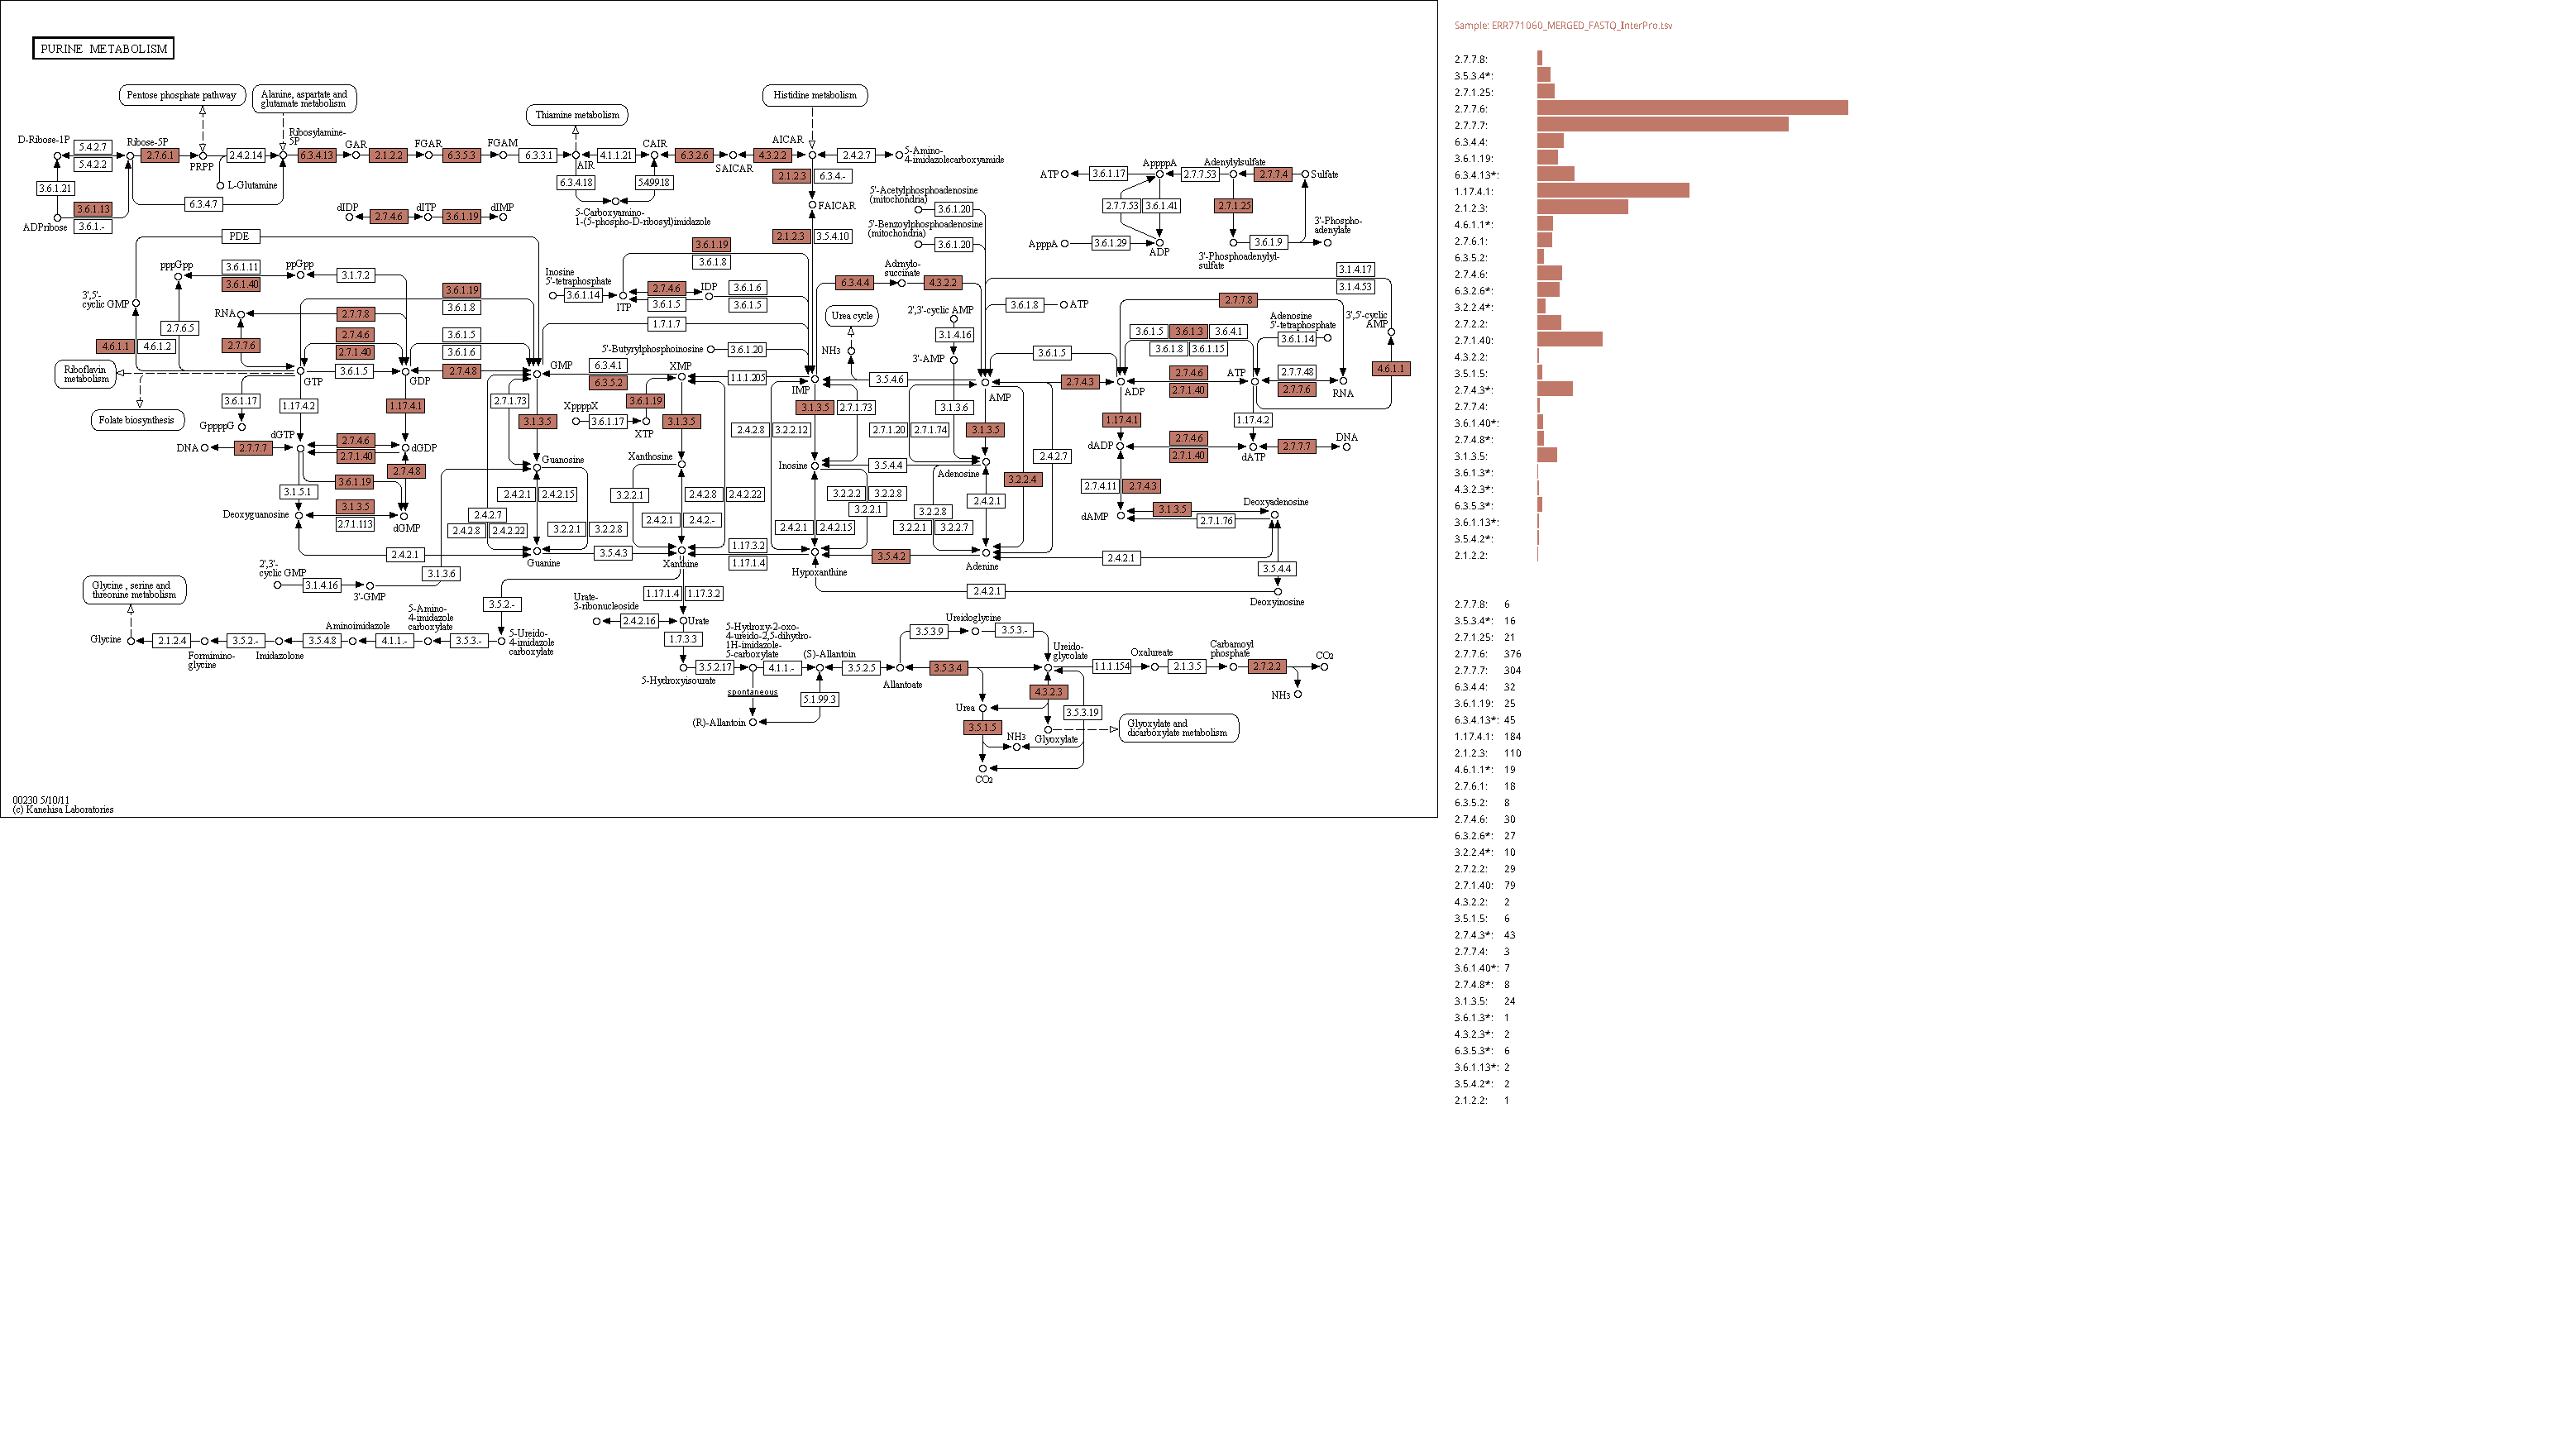 PURINE METABOLISM
Pentose phosphate pathway
Alanine, aspartate and
glutamate metabolism
Thiamine metabolism
Histidine metabolism
D-Ribose-1P
5.4.2.7
5.4.2.2
Ribose-5P
2.7.6.1
PRPP
2.4.2.14
Ribosylamine-
5P
6.3.4.13
GAR
2.1.2.2
FGAR
6.3.5.3
FGAM
6.3.3.1
AIR
4.1.1.21
CAIR
6.3.2.6
SAICAR
4.3.2.2
AICAR
2.4.2.7
5-Amino-
4-imidazolecarboxyamide
3.6.1.21
L-Glutamine
6.3.4.7
3.6.1.13
3.6.1.-
ADPribose
6.3.4.18
5.4.99.18
5-Carboxyamino-
1-(5-phospho-D-ribosyl)imidazole
2.1.2.3
6.3.4.-
FAICAR
2.1.2.3
3.5.4.10
dIDP
2.7.4.6
dITP
3.6.1.19
dIMP
5'-Acetylphosphoadenosine
(mitochondria)
3.6.1.20
5'-Benzoylphosphoadenosine
(mitochondria)
3.6.1.20
ATP
3.6.1.17
AppppA
2.7.7.53
Adenylylsulfate
2.7.7.4
Sulfate
2.7.7.53
3.6.1.41
2.7.1.25
3'-Phospho-
adenylate
ApppA
3.6.1.29
ADP
3.6.1.9
3'-Phosphoadenylyl-
sulfate
PDE
pppGpp
3.6.1.11
3.6.1.40
ppGpp
3.1.7.2
3',5'-
cyclic GMP
3.6.1.19
3.6.1.8
RNA
2.7.7.8
2.7.6.5
2.7.4.6
2.7.1.40
3.6.1.5
3.6.1.6
4.6.1.1
4.6.1.2
2.7.7.6
Riboflavin
metabolism
GTP
3.6.1.5
GDP
2.7.4.8
GMP
Folate biosynthesis
3.6.1.17
GppppG
1.17.4.2
1.17.4.1
DNA
2.7.7.7
dGTP
2.7.4.6
2.7.1.40
dGDP
2.7.4.8
3.6.1.19
3.1.5.1
3.1.3.5
2.7.1.113
Deoxyguanosine
dGMP
2.4.2.1
3.6.1.19
3.6.1.8
Inosine
5'-tetraphosphate
3.6.1.14
ITP
2.7.4.6
3.6.1.5
IDP
3.6.1.6
3.6.1.5
1.7.1.7
5'-Butyrylphosphoinosine
3.6.1.20
6.3.4.1
6.3.5.2
XMP
1.1.1.205
IMP
2.7.1.73
3.1.3.5
XppppX
3.6.1.17
3.6.1.19
XTP
3.1.3.5
Guanosine
Xanthosine
2.4.2.1
2.4.2.15
2.4.2.7
2.4.2.8
2.4.2.22
3.2.2.1
3.2.2.8
3.2.2.1
2.4.2.8
2.4.2.22
2.4.2.1
2.4.2.-
Guanine
3.5.4.3
Xanthine
1.17.3.2
1.17.1.4
6.3.4.4
Admylo-
succinate
4.3.2.2
Urea cycle
NH3
2',3'-cyclic AMP
3.1.4.16
3'-AMP
3.6.1.8
ATP
3.5.4.6
AMP
3.1.3.5
2.7.1.73
3.1.3.6
2.4.2.8
3.2.2.12
2.7.1.20
2.7.1.74
3.1.3.5
Inosine
3.5.4.4
Adenosine
3.2.2.4
2.4.2.7
3.2.2.2
3.2.2.8
3.2.2.1
3.2.2.8
2.4.2.1
2.4.2.1
2.4.2.15
3.2.2.1
3.2.2.7
Hypoxanthine
3.5.4.2
Adenine
2.4.2.1
2.4.2.1
3.1.4.17
3.1.4.53
2.7.7.8
3.6.1.5
3.6.1.3
3.6.4.1
3.6.1.8
3.6.1.15
Adenosine
5'-tetraphosphate
3.6.1.14
3',5'-cyclic
AMP
3.6.1.5
2.7.4.3
ADP
2.7.4.6
2.7.1.40
ATP
2.7.7.48
2.7.7.6
RNA
4.6.1.1
1.17.4.1
1.17.4.2
dADP
2.7.4.6
2.7.1.40
dATP
2.7.7.7
DNA
2.7.4.11
2.7.4.3
dAMP
3.1.3.5
2.7.1.76
Deoxyadenosine
3.5.4.4
Deoxyinosine
2',3'-
cyclic GMP
3.1.4.16
3'-GMP
3.1.3.6
Glycine , serine and
threonine metabolism
Glycine
2.1.2.4
Formimino-
glycine
3.5.2.-
Imidazolone
3.5.4.8
Aminoimidazole
4.1.1.-
5-Amino-
4-imidazole
carboxylate
3.5.3.-
3.5.2.-
5-Ureido-
4-imidazole
carboxylate
1.17.1.4
1.17.3.2
Urate-
3-ribonucleoside
2.4.2.16
Urate
1.7.3.3
3.5.2.17
5-Hydroxyisourate
5-Hydroxy-2-oxo-
4-ureido-2,5-dihydro-
1H-imidazole-
5-carboxylate
4.1.1.-
spontaneous
(S)-Allantoin
3.5.2.5
5.1.99.3
(R)-Allantoin
Allantoate
3.5.3.9
Ureidoglycine
3.5.3.-
3.5.3.4
Ureido-
glycolate
1.1.1.154
Oxalureate
2.1.3.5
Carbamoyl
phosphate
2.7.2.2
CO2
NH3
4.3.2.3
Urea
3.5.3.19
3.5.1.5
NH3
Glyoxylate
Glyoxylate and
dicarboxylate metabolism
CO2
00230 5/10/11
(c) Kanehisa Laboratories
Sample: ERR771060_MERGED_FASTQ_InterPro.tsv
2.7.7.8:
3.5.3.4*:
2.7.1.25:
2.7.7.6:
2.7.7.7:
6.3.4.4:
3.6.1.19:
6.3.4.13*:
1.17.4.1:
2.1.2.3:
4.6.1.1*:
2.7.6.1:
6.3.5.2:
2.7.4.6:
6.3.2.6*:
3.2.2.4*:
2.7.2.2:
2.7.1.40:
4.3.2.2:
3.5.1.5:
2.7.4.3*:
2.7.7.4:
3.6.1.40*:
2.7.4.8*:
3.1.3.5:
3.6.1.3*:
4.3.2.3*:
6.3.5.3*:
3.6.1.13*:
3.5.4.2*:
2.1.2.2:
2.7.7.8: 6
3.5.3.4*: 16
2.7.1.25: 21
2.7.7.6: 376
2.7.7.7: 304
6.3.4.4: 32
3.6.1.19: 25
6.3.4.13*: 45
1.17.4.1: 184
2.1.2.3: 110
4.6.1.1*: 19
2.7.6.1: 18
6.3.5.2: 8
2.7.4.6: 30
6.3.2.6*: 27
3.2.2.4*: 10
2.7.2.2: 29
2.7.1.40: 79
4.3.2.2: 2
3.5.1.5: 6
2.7.4.3*: 43
2.7.7.4: 3
3.6.1.40*: 7
2.7.4.8*: 8
3.1.3.5: 24
3.6.1.3*: 1
4.3.2.3*: 2
6.3.5.3*: 6
3.6.1.13*: 2
3.5.4.2*: 2
2.1.2.2: 1